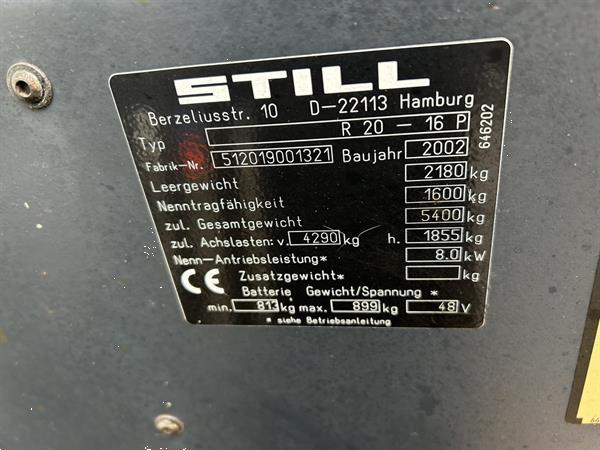 STILL
Berzeliusstr. 10 D-22113 Hamburg
Typ R 20 - 16 P
Fabrik-Nr. 512019001321 Baujahr 2002
Leergewicht 2180 kg
Nenntragfähigkeit 1600 kg
zul. Gesamtgewicht 5400 kg
zul. Achslasten: v. 4290 kg h. 1855 kg
Nenn-Antriebsleistung* 8.0 kW
CE Zusatzgewicht* kg
Batterie Gewicht/Spannung *
min. 813 kg max. 899 kg 48 V
* siehe Betriebsanleitung
646202